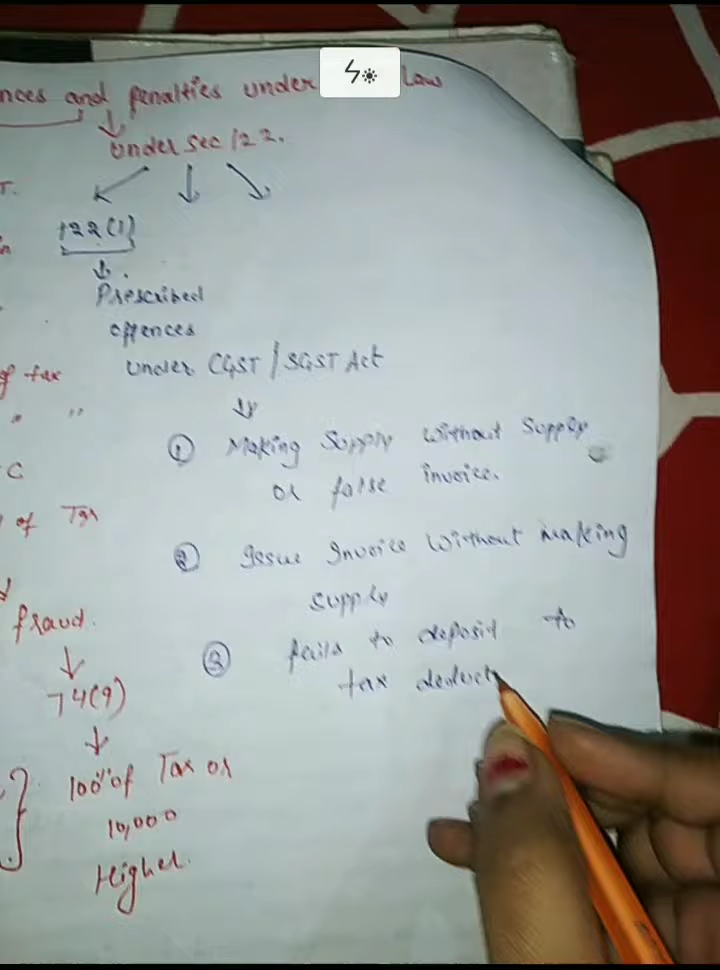 nces and penalties under Law
under sec 122.
T.
122(1)
Prescribed
offences
of tax
under CGST / SGST Act
" "
① Making Supply without Supply
or false invoice.
C
of Tax
② Issue Invoice without making
supply
fraud.
③ fails to deposit to
tax deduct
74(9)
100% of Tax or
10,000
Higher.